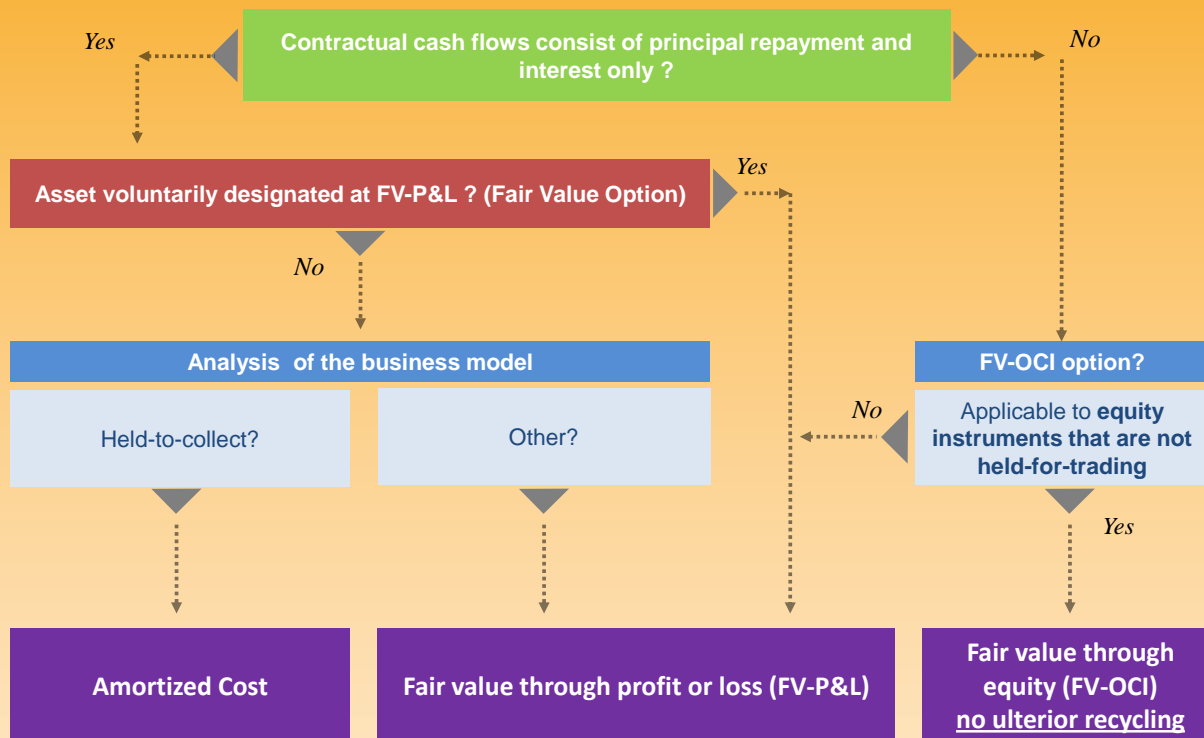 Yes
Contractual cash flows consist of principal repayment and
interest only ?
No
Asset voluntarily designated at FV-P&L ? (Fair Value Option)
Yes
No
Analysis of the business model
FV-OCI option?
Held-to-collect?
Other?
No
Applicable to equity
instruments that are not
held-for-trading
Yes
Amortized Cost
Fair value through profit or loss (FV-P&L)
Fair value through
equity (FV-OCI)
no ulterior recycling